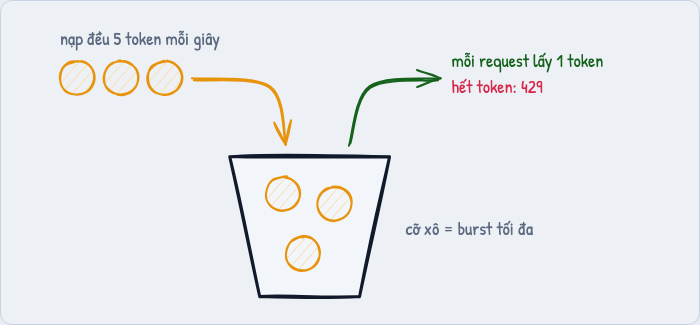 nạp đều 5 token mỗi giây
mỗi request lấy 1 token
hết token: 429
cỡ xô = burst tối đa